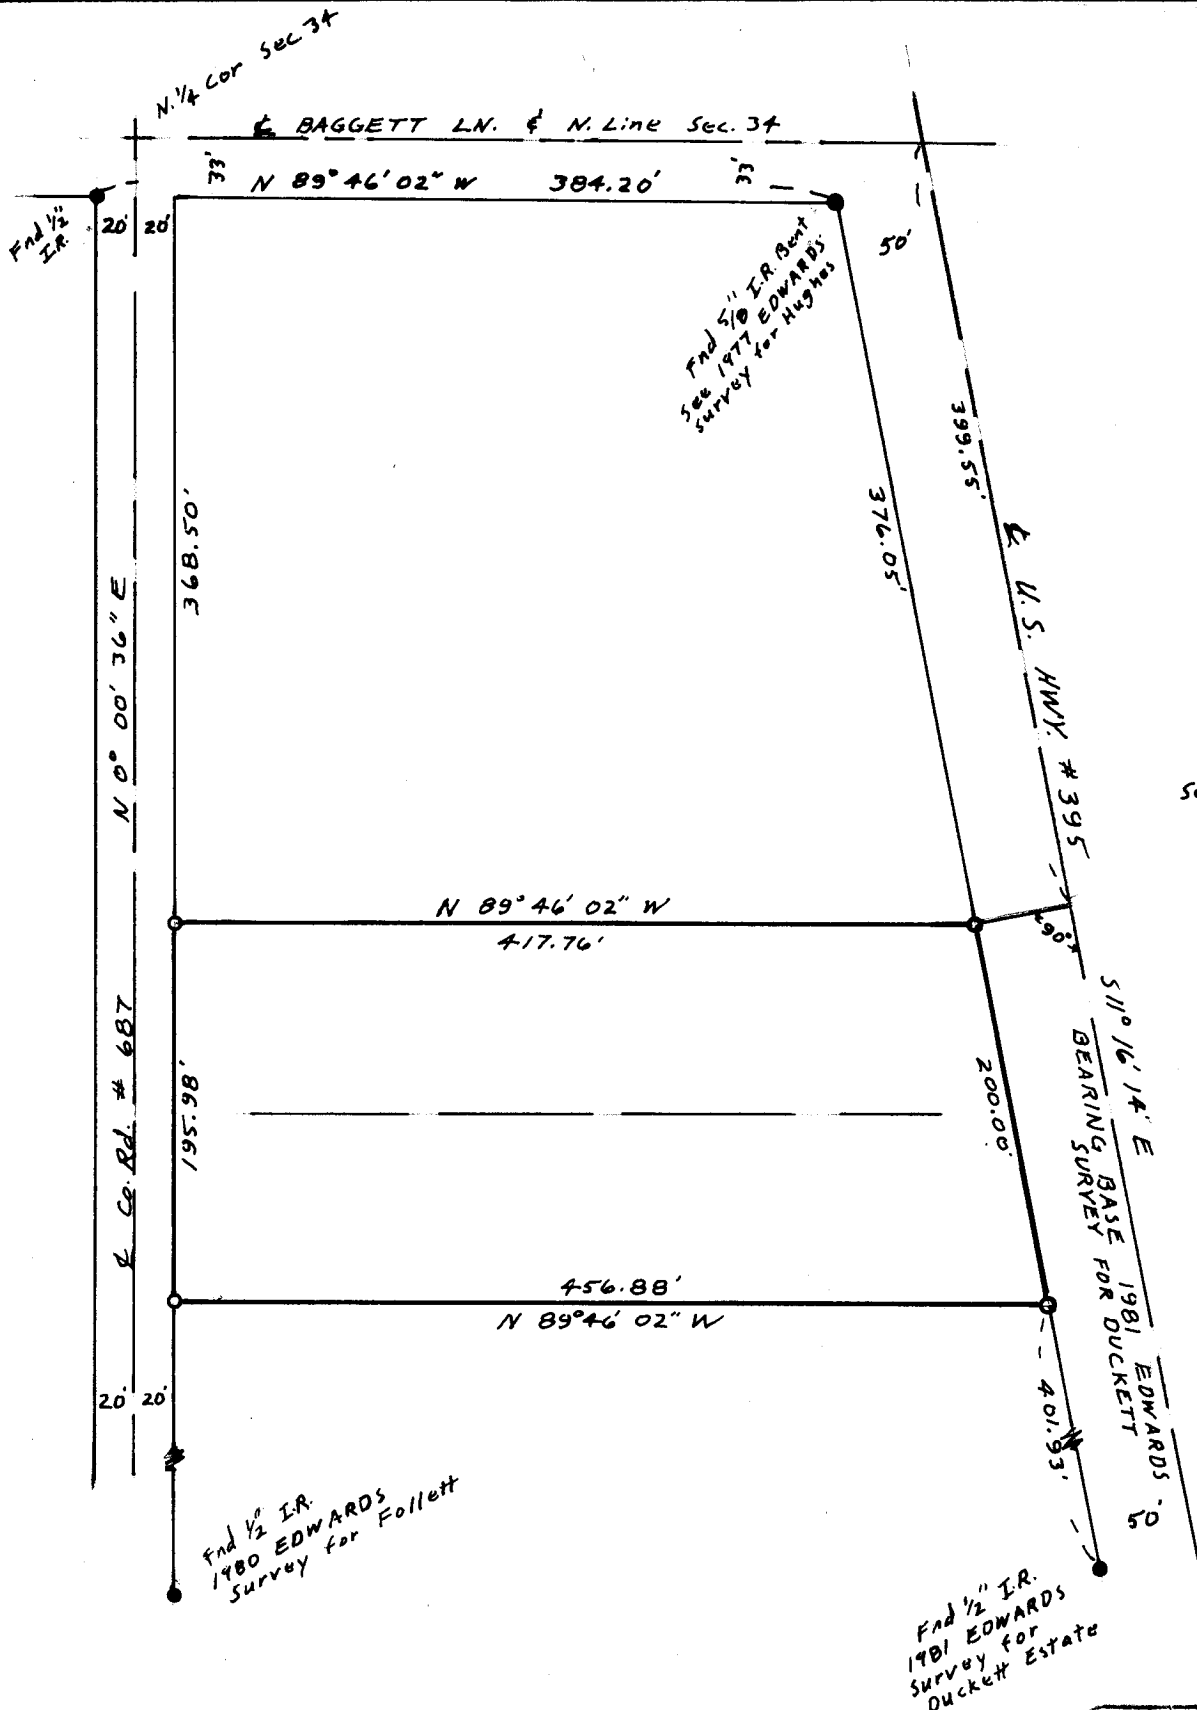 N. 1/4 Cor Sec. 34
℄ BAGGETT LN. & N. Line Sec. 34
33'
N 89° 46' 02" W 384.20'
33'
Fnd 1/2"
I.R.
20' 20'
50'
Fnd 5/8" I.R. Bent
See 1977 EDWARDS
Survey for Hughes
399.55'
376.05'
368.50'
℄ U.S. HWY. # 395
N 0° 00' 36" E
N 89° 46' 02" W
417.76'
90°
S 11° 16' 14" E
BEARING BASE 1981 EDWARDS
SURVEY FOR DUCKETT
℄ Co. Rd. # 687
195.98'
200.00'
456.88'
N 89° 46' 02" W
20' 20'
401.93'
50'
Fnd 1/2" I.R.
1980 EDWARDS
Survey for Follett
Fnd 1/2" I.R.
1981 EDWARDS
Survey for
Duckett Estate